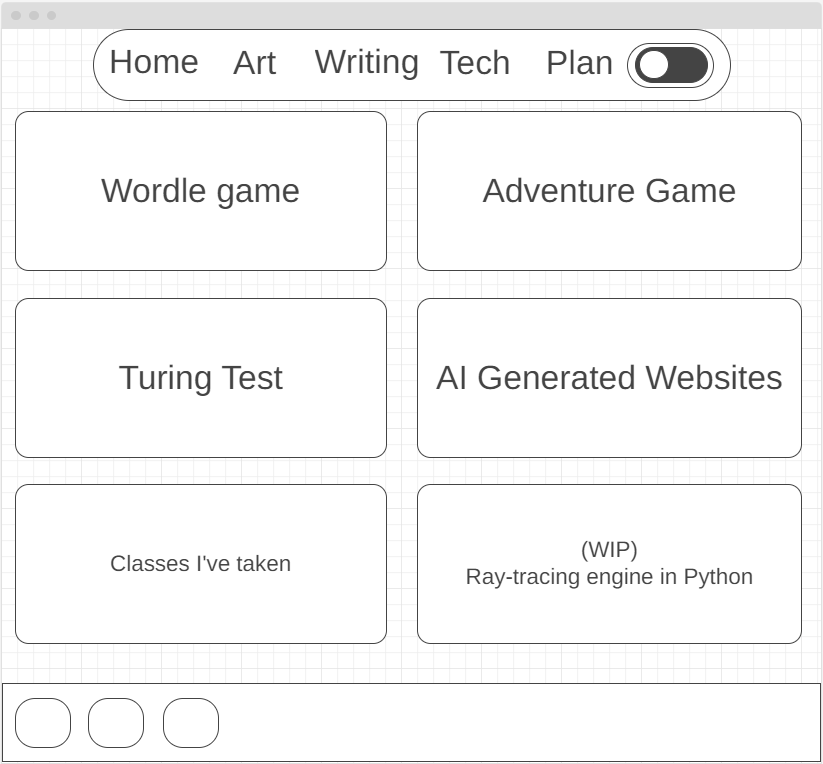 Home Art Writing Tech Plan
Wordle game
Adventure Game
Turing Test
AI Generated Websites
Classes I've taken
(WIP)
Ray-tracing engine in Python